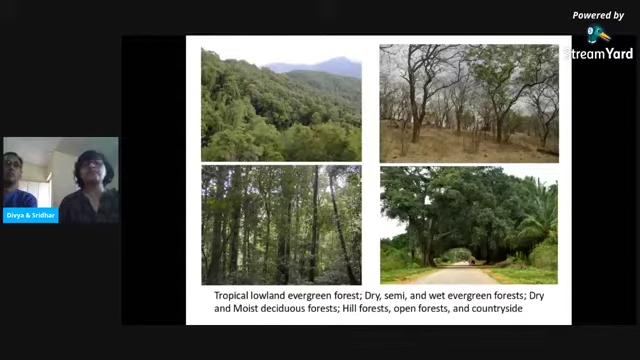 Powered by
StreamYard
Divya & Sridhar
Tropical lowland evergreen forest; Dry, semi, and wet evergreen forests; Dry
and Moist deciduous forests; Hill forests, open forests, and countryside